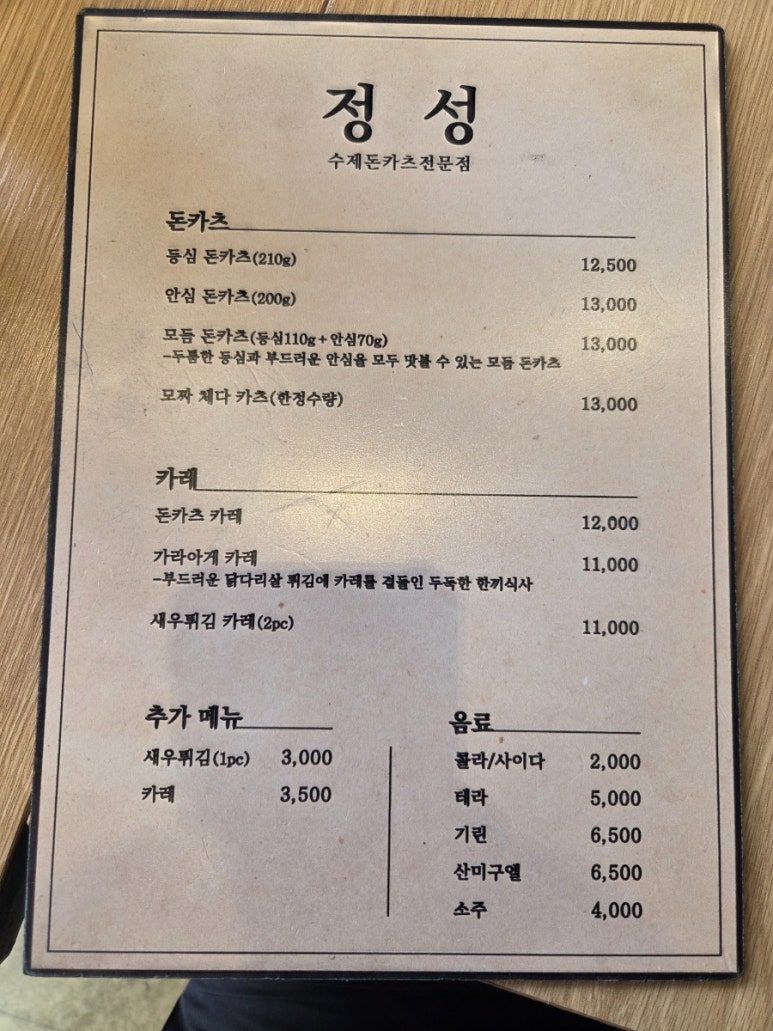 정 성
수제돈카츠전문점
돈카츠
등심 돈카츠(210g) 12,500
안심 돈카츠(200g) 13,000
모듬 돈카츠(등심110g+안심70g) 13,000
-두툼한 등심과 부드러운 안심을 모두 맛볼 수 있는 모듬 돈카츠
모짜 체다 카츠(한정수량) 13,000
카레
돈카츠 카레 12,000
가라아게 카레 11,000
-부드러운 닭다리살 튀김에 카레를 곁들인 두둑한 한끼식사
새우튀김 카레(2pc) 11,000
추가 메뉴
새우튀김(1pc) 3,000
카레 3,500
음료
콜라/사이다 2,000
테라 5,000
기린 6,500
산미구엘 6,500
소주 4,000